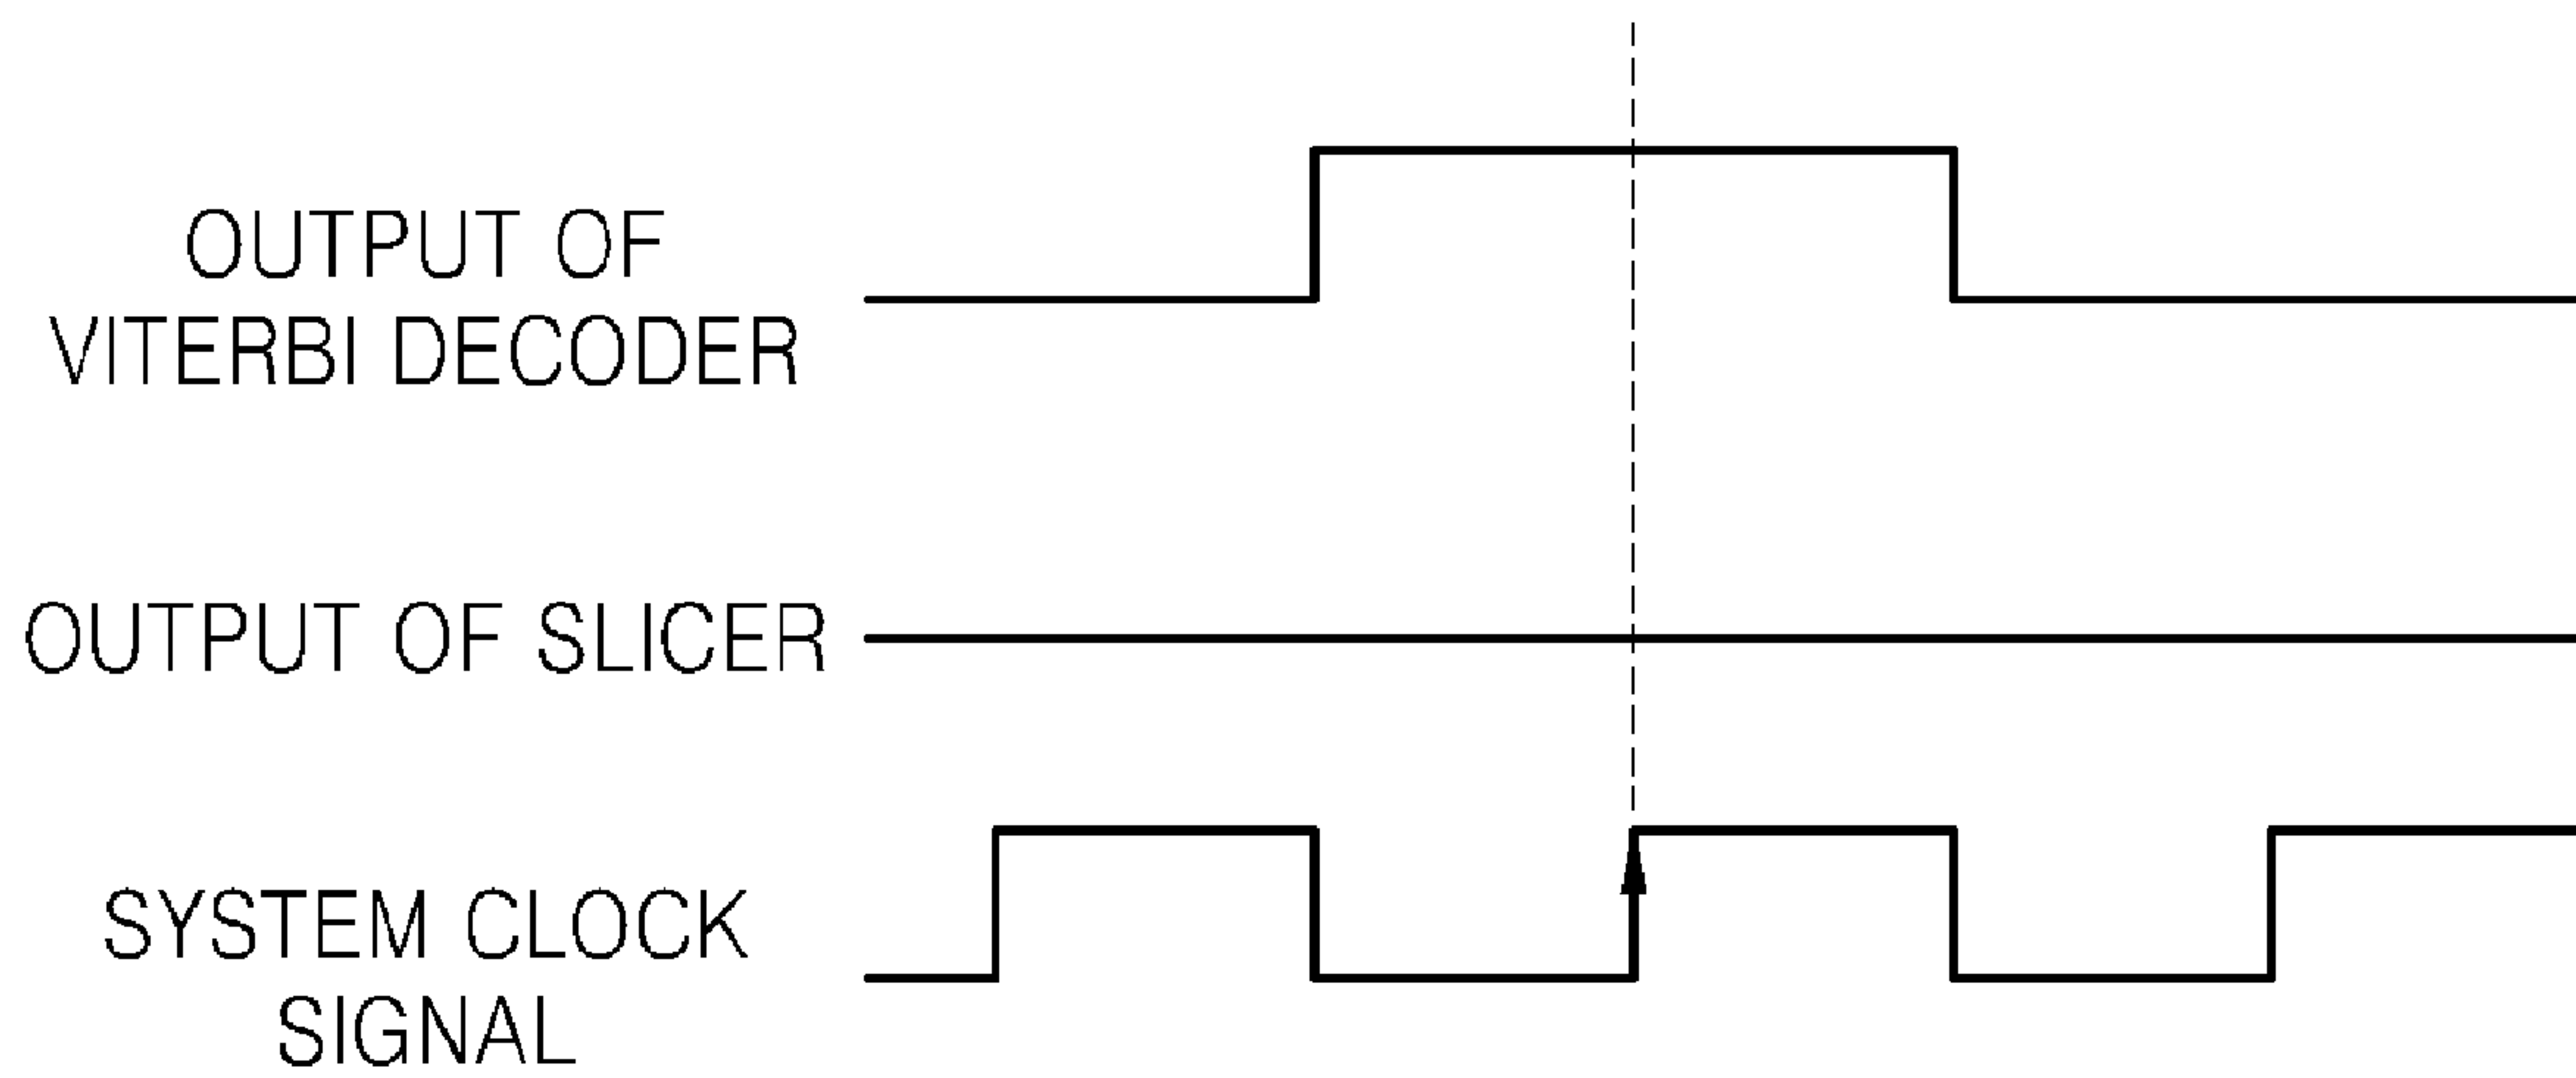 OUTPUT OF
VITERBI DECODER
OUTPUT OF SLICER
SYSTEM CLOCK
SIGNAL